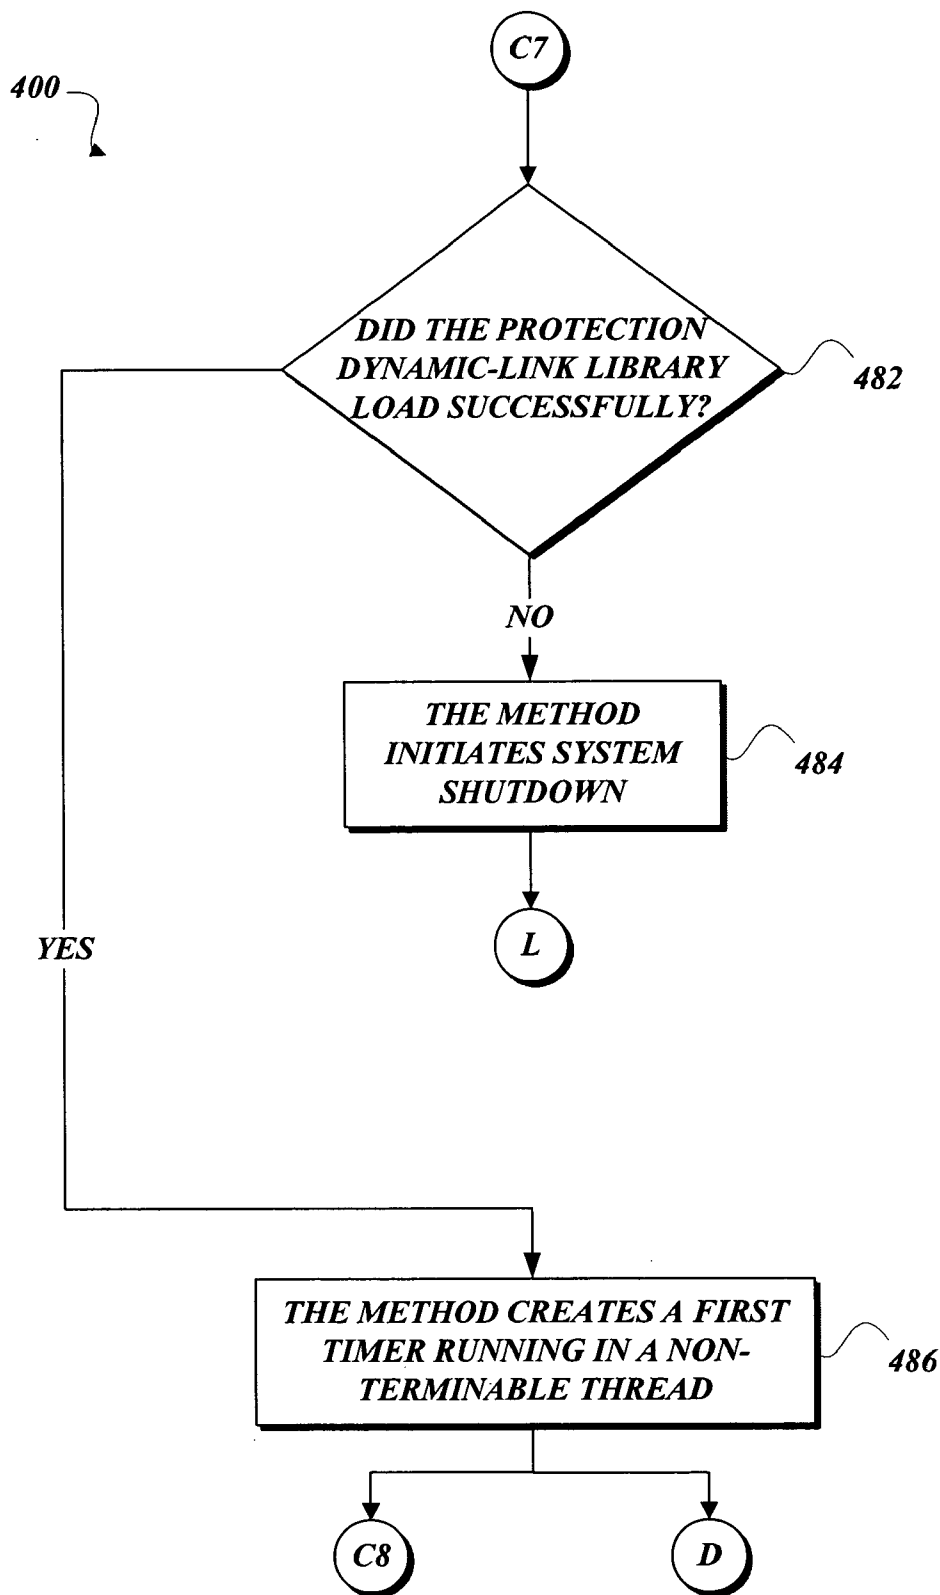 C7
400
DID THE PROTECTION
DYNAMIC-LINK LIBRARY
LOAD SUCCESSFULLY?
482
NO
THE METHOD
INITIATES SYSTEM
SHUTDOWN
484
L
YES
THE METHOD CREATES A FIRST
TIMER RUNNING IN A NON-
TERMINABLE THREAD
486
C8
D